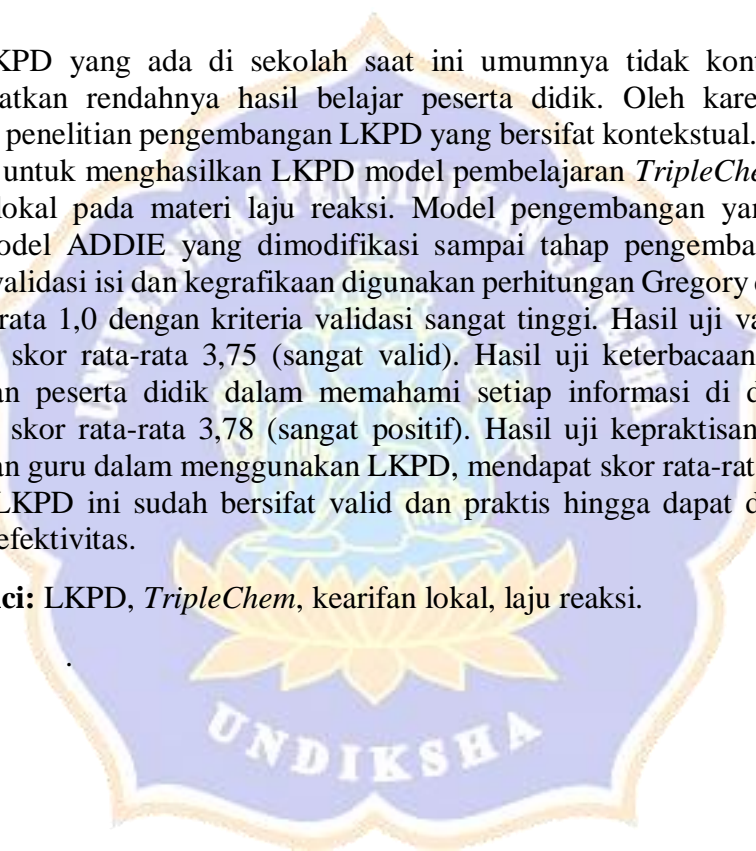 KPD yang ada di sekolah saat ini umumnya tidak kont
atkan rendahnya hasil belajar peserta didik. Oleh kare
penelitian pengembangan LKPD yang bersifat kontekstual.
untuk menghasilkan LKPD model pembelajaran TripleChe
lokal pada materi laju reaksi. Model pengembangan yan
odel ADDIE yang dimodifikasi sampai tahap pengemba
validasi isi dan kegrafikaan digunakan perhitungan Gregory
rata 1,0 dengan kriteria validasi sangat tinggi. Hasil uji va
skor rata-rata 3,75 (sangat valid). Hasil uji keterbacaan
an peserta didik dalam memahami setiap informasi di d
skor rata-rata 3,78 (sangat positif). Hasil uji kepraktisan
an guru dalam menggunakan LKPD, mendapat skor rata-rat
LKPD ini sudah bersifat valid dan praktis hingga dapat d
efektivitas.
ci: LKPD, TripleChem, kearifan lokal, laju reaksi.
.
UNDIKSHA